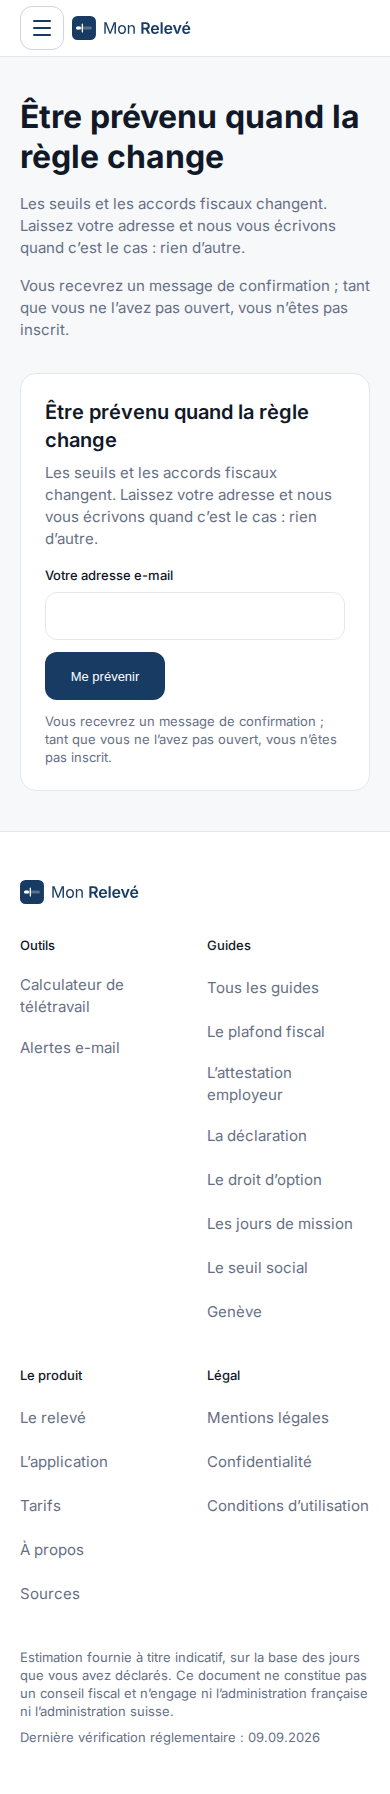 Mon Relevé
Être prévenu quand la
règle change
Les seuils et les accords fiscaux changent.
Laissez votre adresse et nous vous écrivons
quand c’est le cas : rien d’autre.
Vous recevrez un message de confirmation ; tant
que vous ne l’avez pas ouvert, vous n’êtes pas
inscrit.
Être prévenu quand la règle
change
Les seuils et les accords fiscaux
changent. Laissez votre adresse et nous
vous écrivons quand c’est le cas : rien
d’autre.
Votre adresse e-mail
Me prévenir
Vous recevrez un message de confirmation ;
tant que vous ne l’avez pas ouvert, vous n’êtes
pas inscrit.
Mon Relevé
Outils
Calculateur de
télétravail
Alertes e-mail
Guides
Tous les guides
Le plafond fiscal
L’attestation
employeur
La déclaration
Le droit d’option
Les jours de mission
Le seuil social
Genève
Le produit
Le relevé
L’application
Tarifs
À propos
Sources
Légal
Mentions légales
Confidentialité
Conditions d’utilisation
Estimation fournie à titre indicatif, sur la base des jours
que vous avez déclarés. Ce document ne constitue pas
un conseil fiscal et n’engage ni l’administration française
ni l’administration suisse.
Dernière vérification réglementaire : 09.09.2026